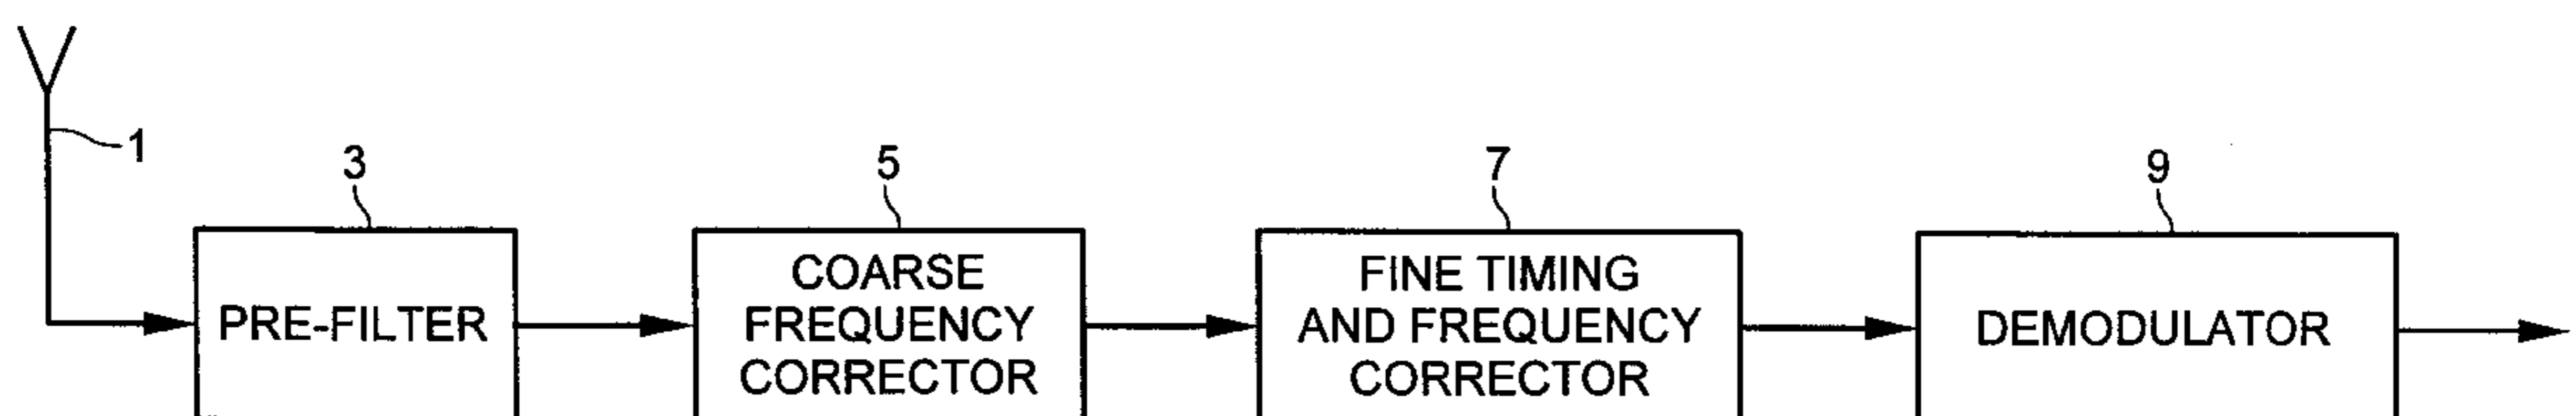 1
3
5
7
9
PRE-FILTER
COARSE
FREQUENCY
CORRECTOR
FINE TIMING
AND FREQUENCY
CORRECTOR
DEMODULATOR